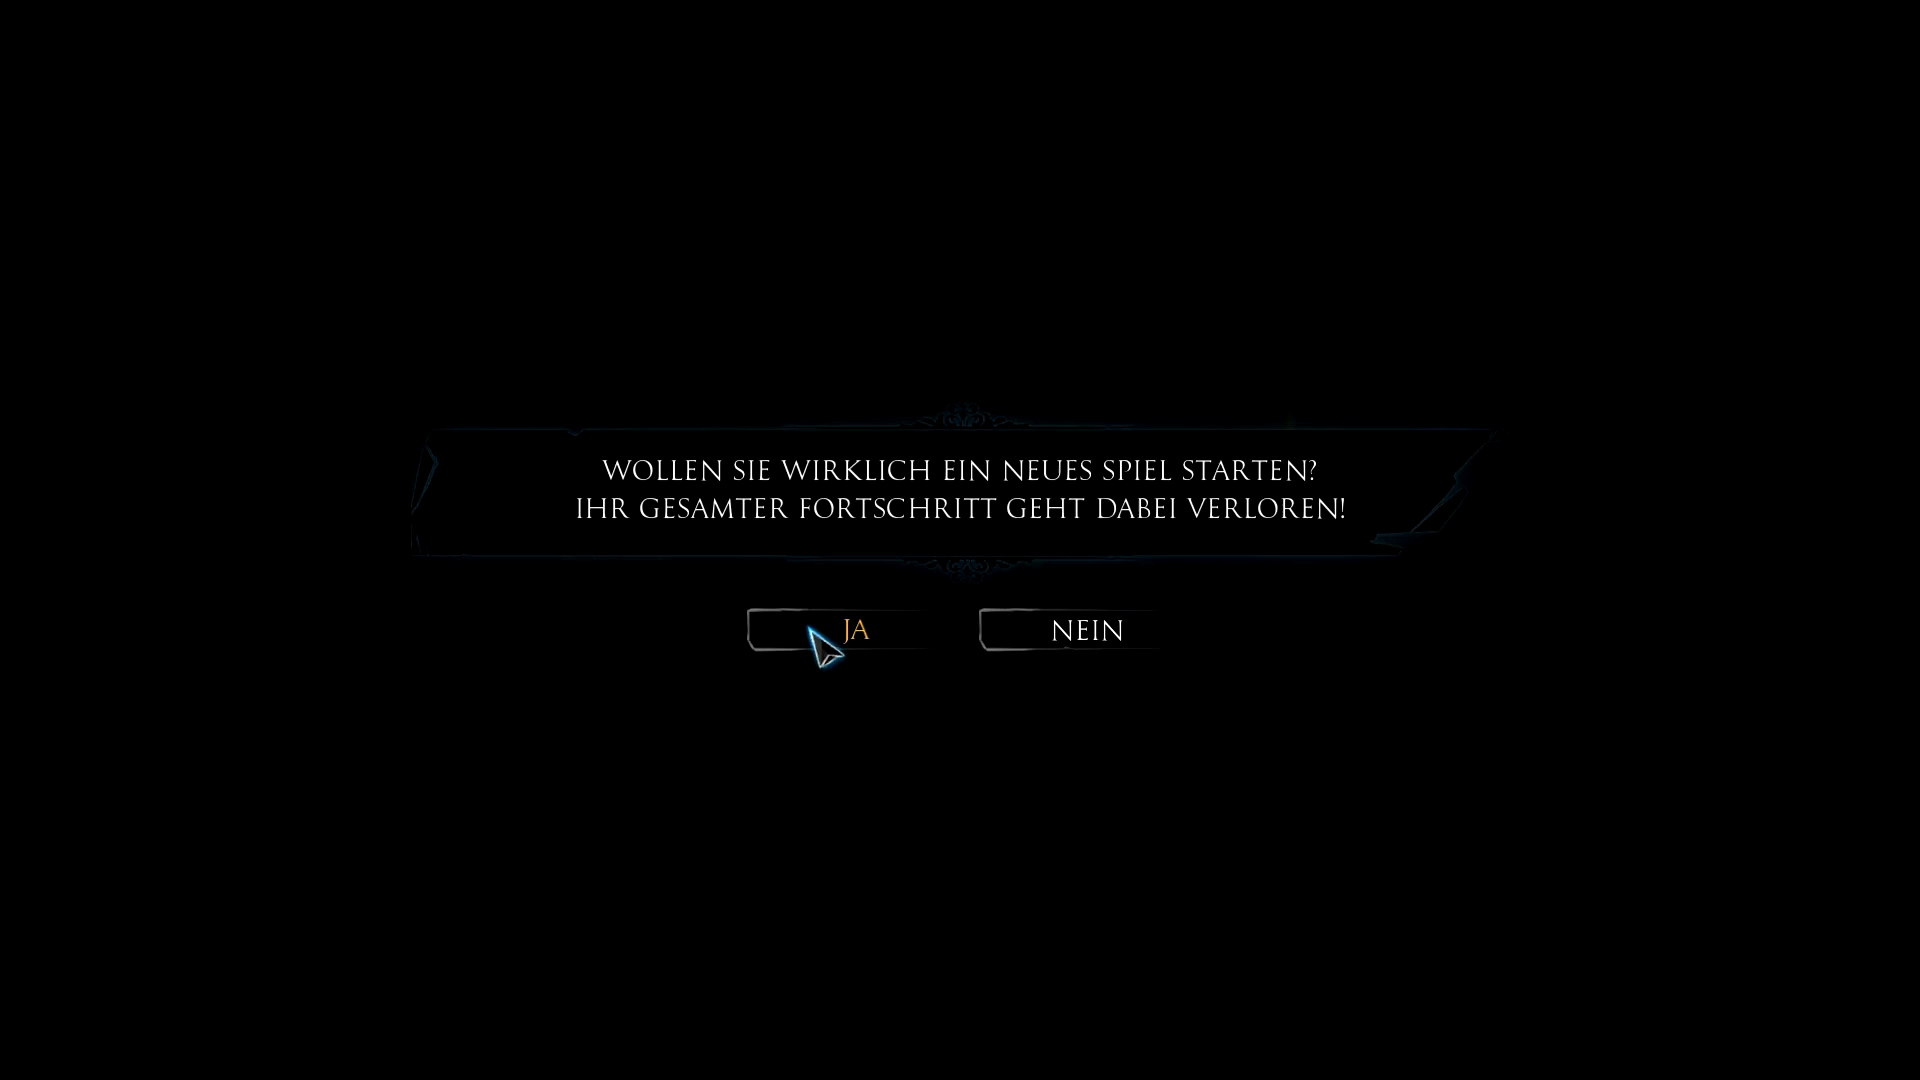 WOLLEN SIE WIRKLICH EIN NEUES SPIEL STARTEN?
IHR GESAMTER FORTSCHRITT GEHT DABEI VERLOREN!
JA
NEIN